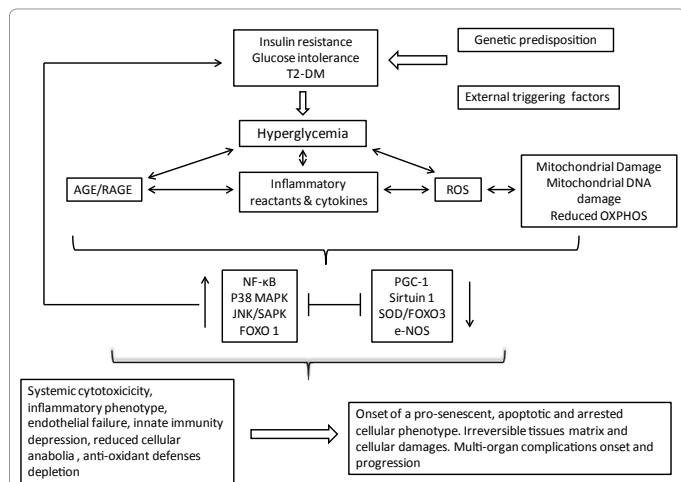 Insulin resistance
Glucose intolerance
T2-DM
Genetic predisposition
External triggering factors
Hyperglycemia
AGE/RAGE
Inflammatory
reactants & cytokines
ROS
Mitochondrial Damage
Mitochondrial DNA
damage
Reduced OXPHOS
NF-κB
P38 MAPK
JNK/SAPK
FOXO 1
PGC-1
Sirtuin 1
SOD/FOXO3
e-NOS
Systemic cytotoxicicity,
inflammatory phenotype,
endothelial failure, innate immunity
depression, reduced cellular
anabolia , anti-oxidant defenses
depletion
Onset of a pro-senescent, apoptotic and arrested
cellular phenotype. Irreversible tissues matrix and
cellular damages. Multi-organ complications onset and
progression